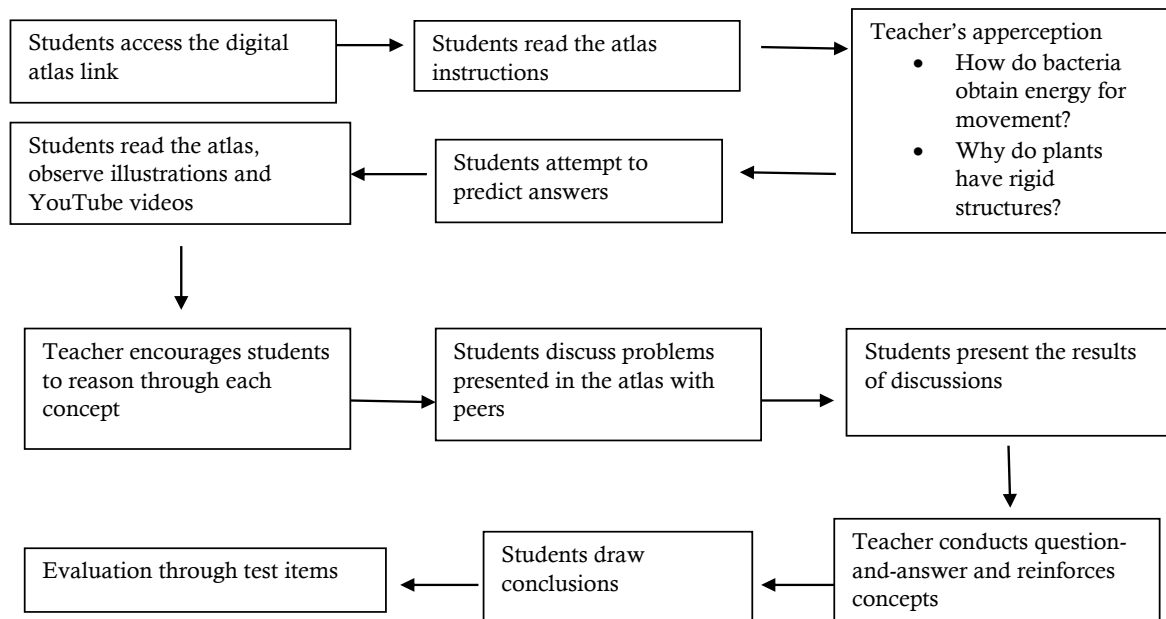 Students access the digital
atlas link
Students read the atlas
instructions
Teacher’s apperception
• How do bacteria
obtain energy for
movement?
• Why do plants
have rigid
structures?
Students attempt to
predict answers
Students read the atlas,
observe illustrations and
YouTube videos
Teacher encourages students
to reason through each
concept
Students discuss problems
presented in the atlas with
peers
Students present the results
of discussions
Teacher conducts question-
and-answer and reinforces
concepts
Students draw
conclusions
Evaluation through test items